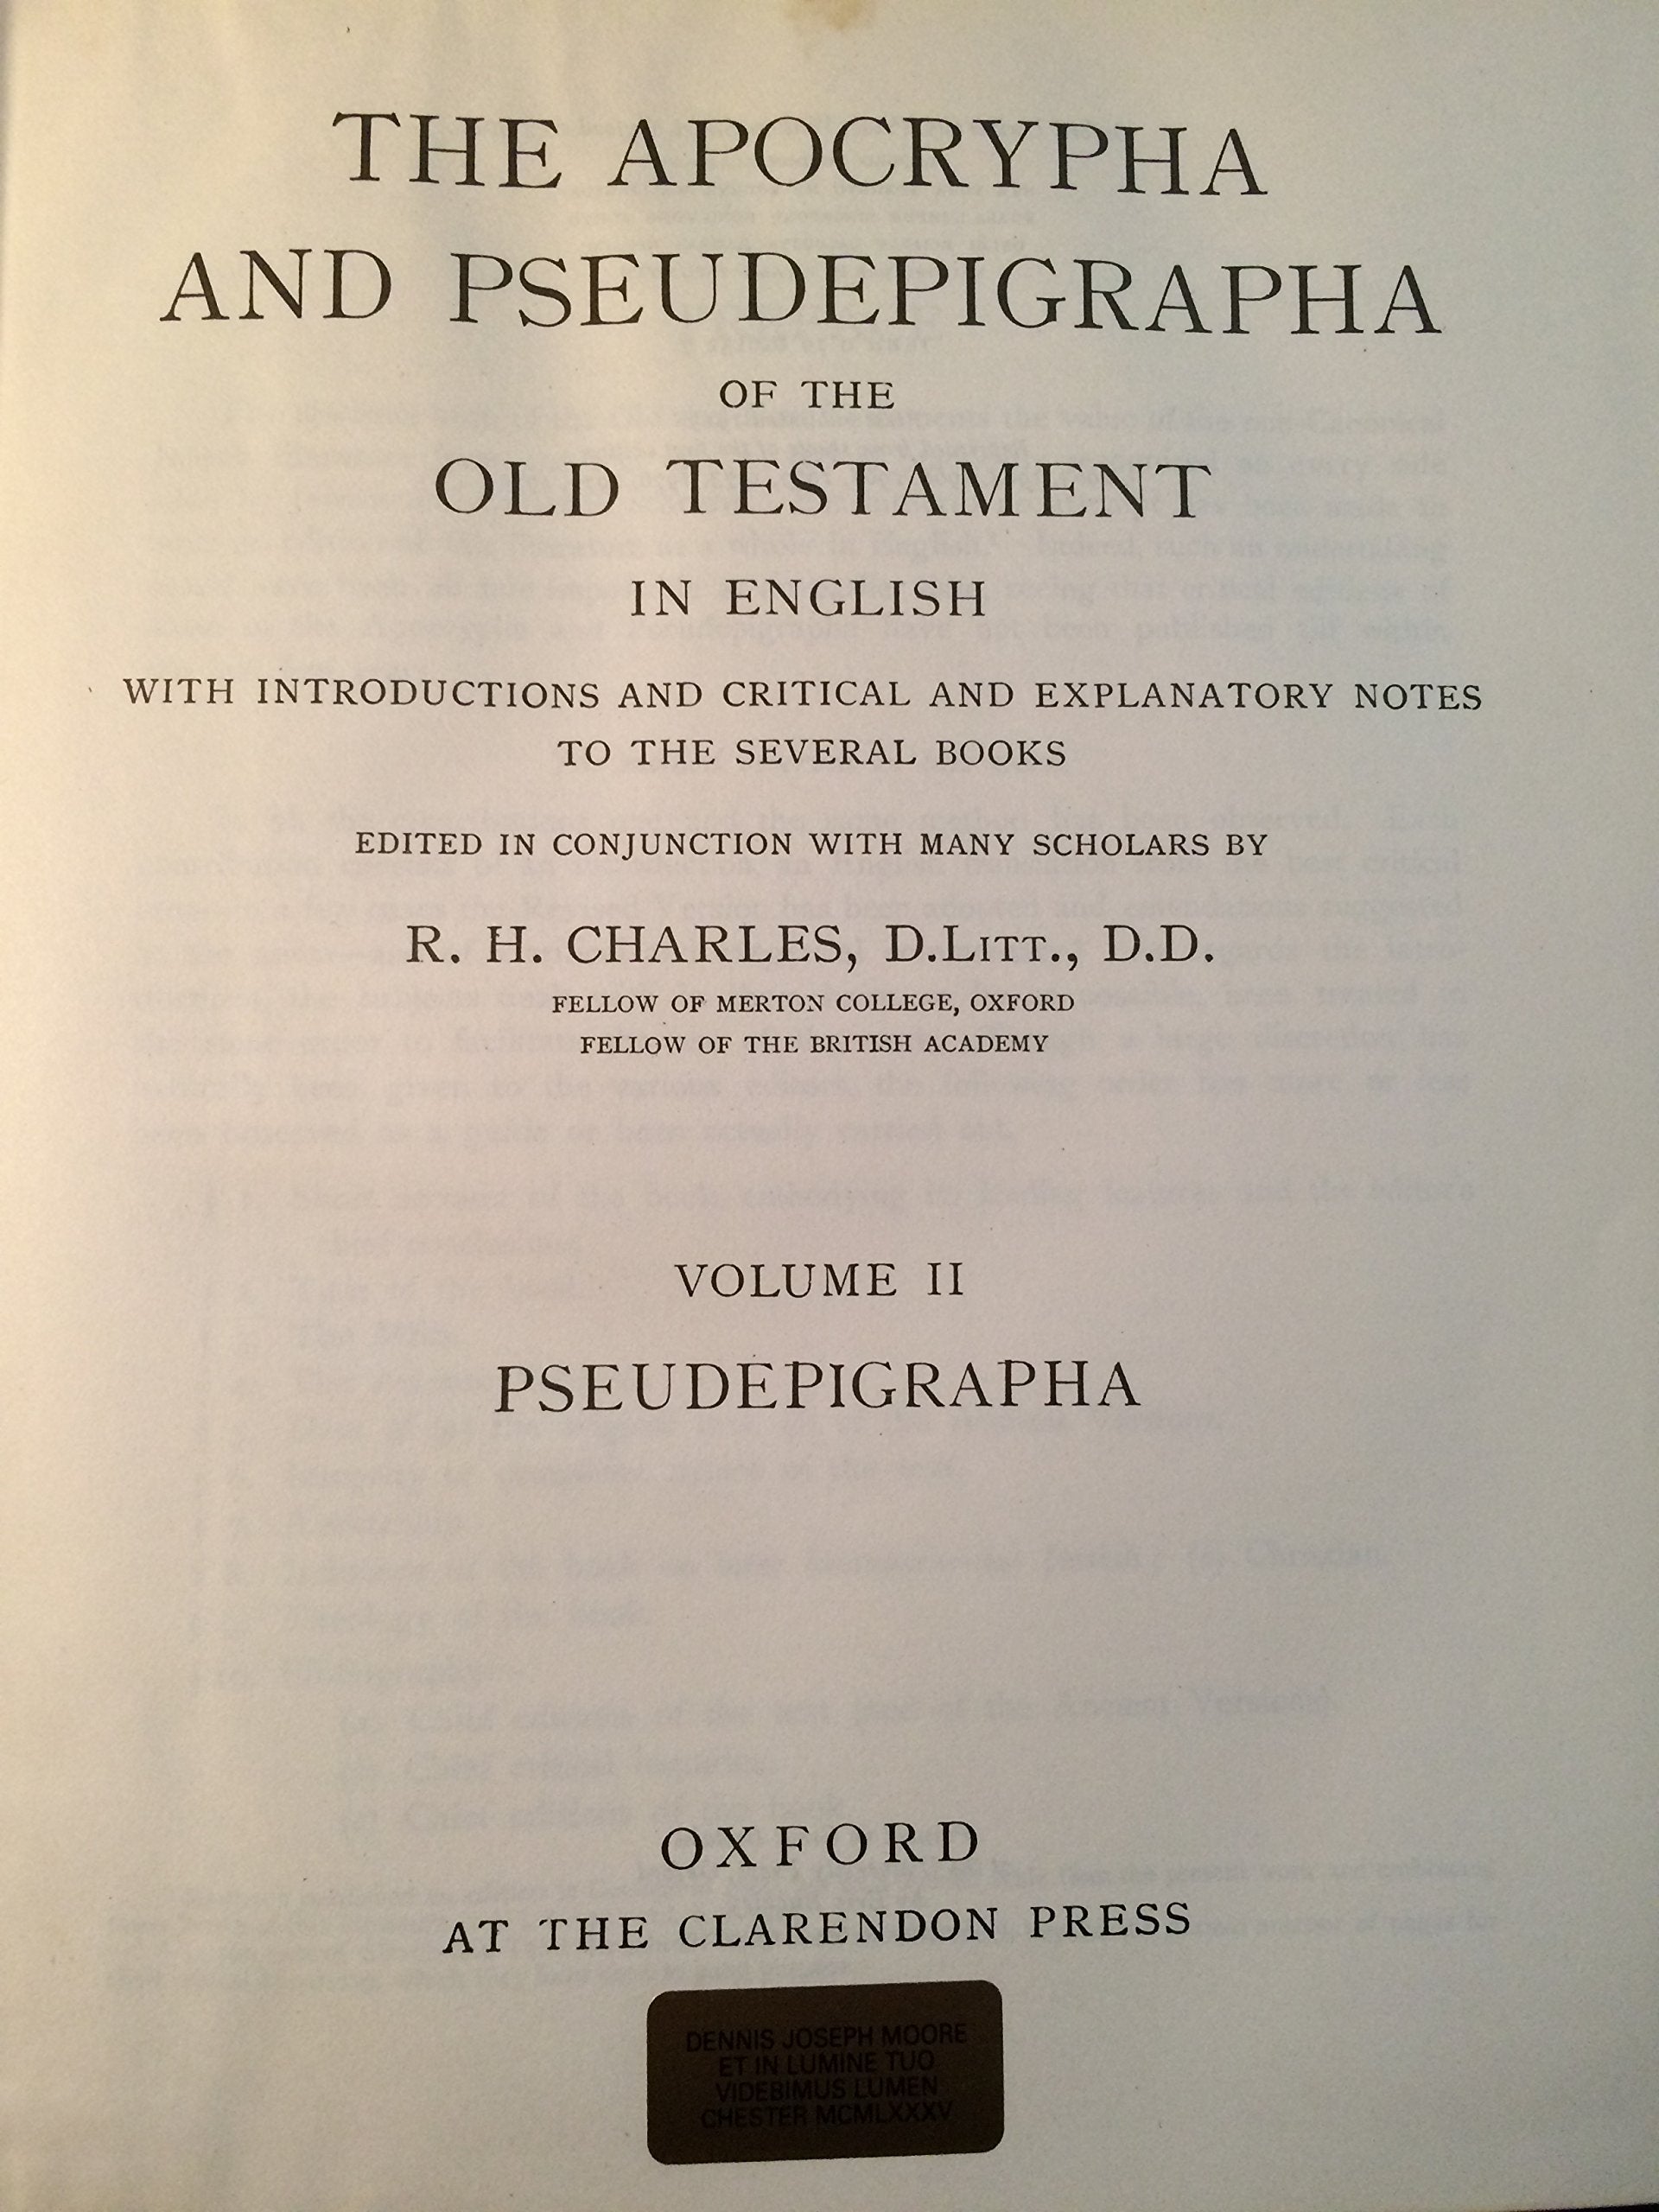 THE APOCRYPHA
AND PSEUDEPIGRAPHA
OF THE
OLD TESTAMENT
IN ENGLISH
WITH INTRODUCTIONS AND CRITICAL AND EXPLANATORY NOTES
TO THE SEVERAL BOOKS
EDITED IN CONJUNCTION WITH MANY SCHOLARS BY
R. H. CHARLES, D.LITT., D.D.
FELLOW OF MERTON COLLEGE, OXFORD
FELLOW OF THE BRITISH ACADEMY
VOLUME II
PSEUDEPIGRAPHA
OXFORD
AT THE CLARENDON PRESS
DENNIS JOSEPH MOORE
ET IN LUMINE TUO
VIDEBIMUS LUMEN
CHESTER MCMLXXXV